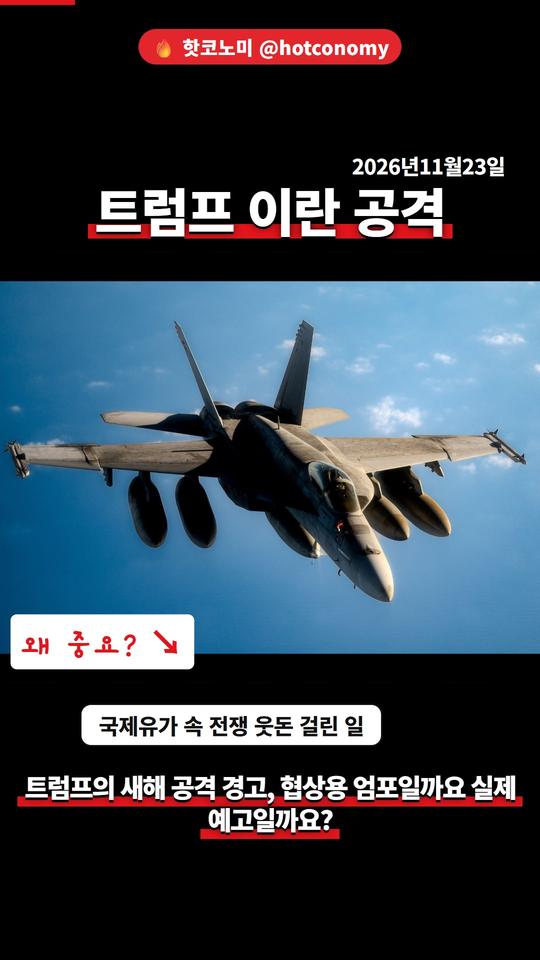 🔥 핫코노미 @hotconomy
2026년11월23일
트럼프 이란 공격
왜 중요? ↘
국제유가 속 전쟁 웃돈 걸린 일
트럼프의 새해 공격 경고, 협상용 엄포일까요 실제
예고일까요?